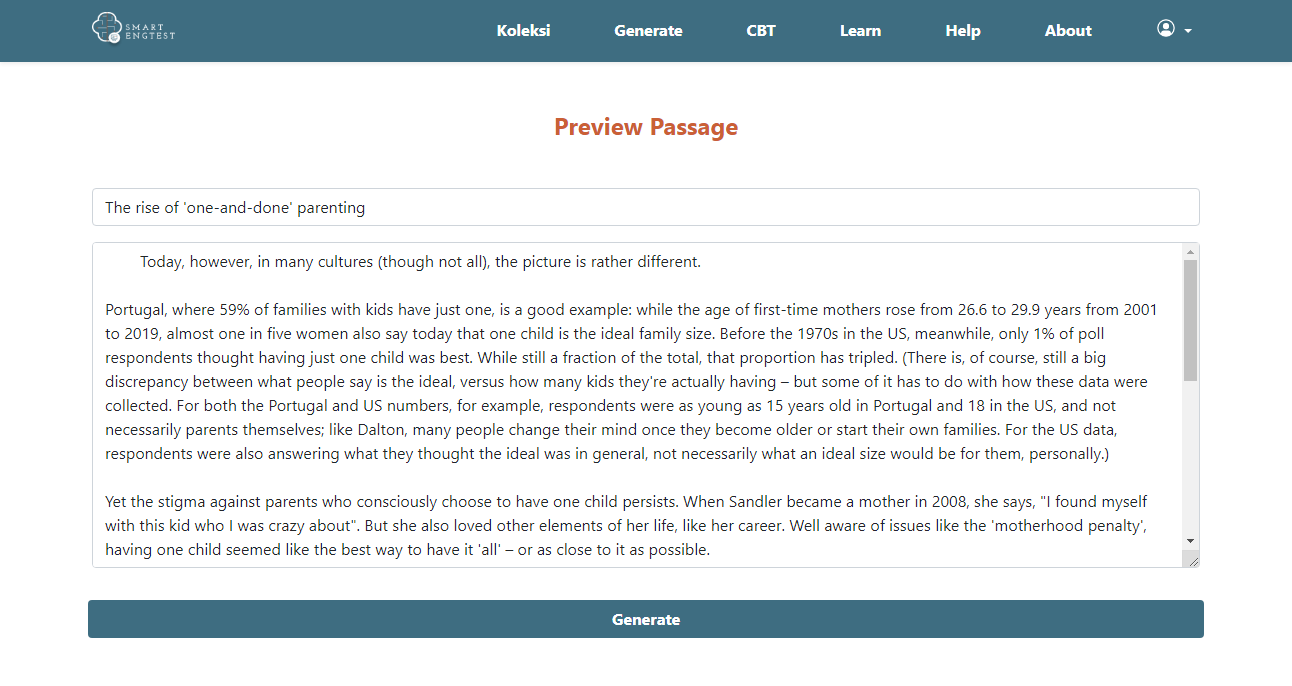 SMART
ENGTEST
Koleksi Generate CBT Learn Help About
Preview Passage
The rise of 'one-and-done' parenting
Today, however, in many cultures (though not all), the picture is rather different.
Portugal, where 59% of families with kids have just one, is a good example: while the age of first-time mothers rose from 26.6 to 29.9 years from 2001
to 2019, almost one in five women also say today that one child is the ideal family size. Before the 1970s in the US, meanwhile, only 1% of poll
respondents thought having just one child was best. While still a fraction of the total, that proportion has tripled. (There is, of course, still a big
discrepancy between what people say is the ideal, versus how many kids they're actually having – but some of it has to do with how these data were
collected. For both the Portugal and US numbers, for example, respondents were as young as 15 years old in Portugal and 18 in the US, and not
necessarily parents themselves; like Dalton, many people change their mind once they become older or start their own families. For the US data,
respondents were also answering what they thought the ideal was in general, not necessarily what an ideal size would be for them, personally.)
Yet the stigma against parents who consciously choose to have one child persists. When Sandler became a mother in 2008, she says, "I found myself
with this kid who I was crazy about". But she also loved other elements of her life, like her career. Well aware of issues like the 'motherhood penalty',
having one child seemed like the best way to have it 'all' – or as close to it as possible.
Generate